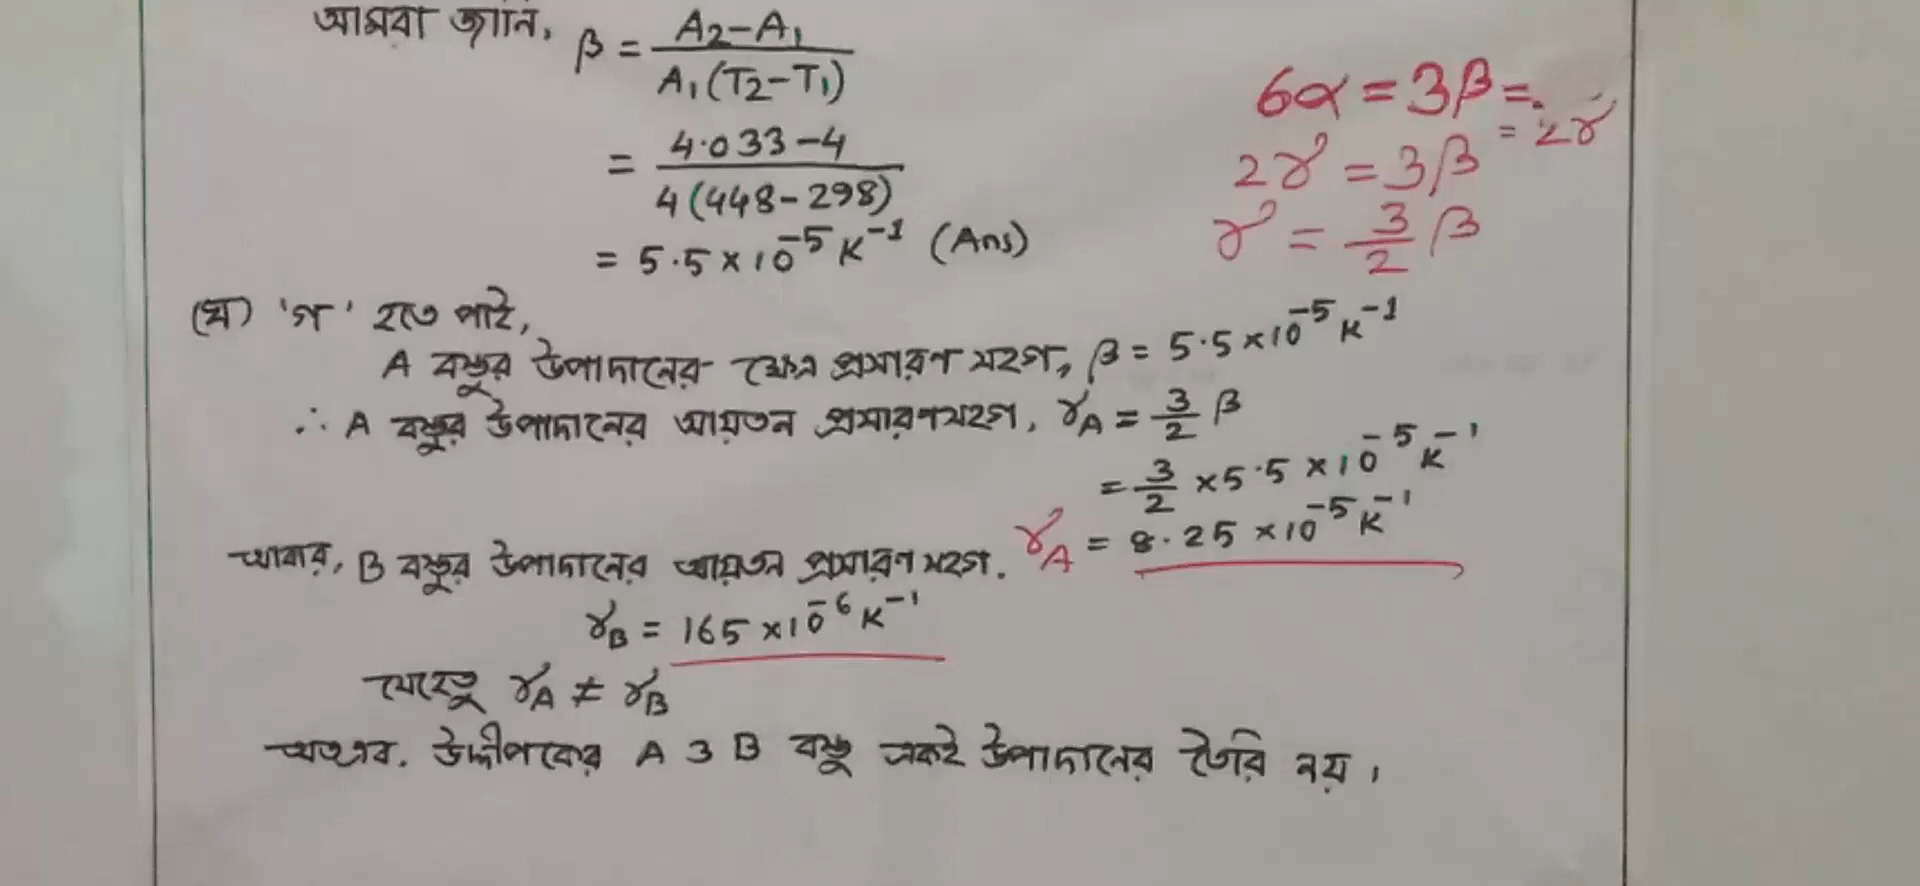 আমরা জানি, β = A₂−A₁ / A₁(T₂−T₁)
= 4.033−4 / 4(448−298)
= 5.5×10⁻⁵ K⁻¹ (Ans)
6α = 3β = 2γ
2γ = 3β
γ = 3/2 β
(ঘ) 'গ' হতে পাই,
A বস্তুর উপাদানের ক্ষেত্র প্রসারণ সহগ, β = 5.5×10⁻⁵ K⁻¹
∴ A বস্তুর উপাদানের আয়তন প্রসারণ সহগ, γA = 3/2 β
= 3/2 ×5.5×10⁻⁵ K⁻¹
γA = 8.25×10⁻⁵ K⁻¹
আবার, B বস্তুর উপাদানের আয়তন প্রসারণ সহগ.
γB = 165×10⁻⁶ K⁻¹
যেহেতু γA ≠ γB
অতএব. উদ্দীপকের A ও B বস্তু একই উপাদানের তৈরি নয়।